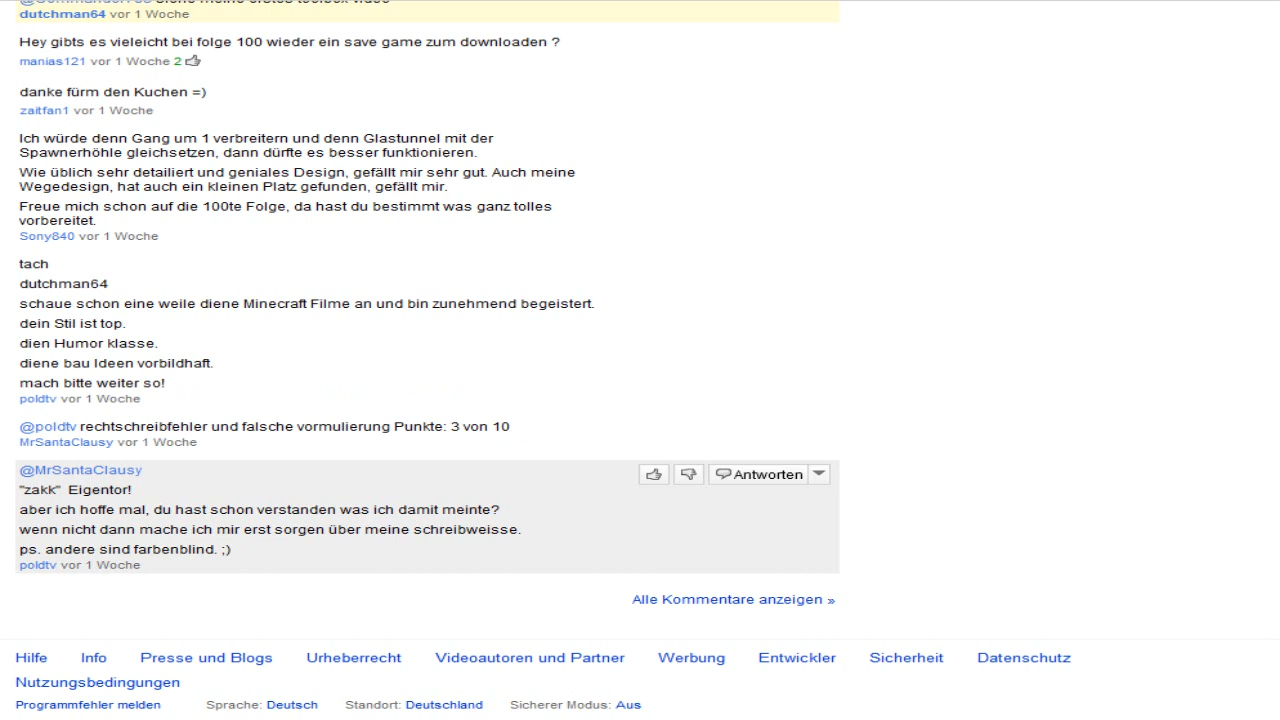 dutchman64 vor 1 Woche
Hey gibts es vieleicht bei folge 100 wieder ein save game zum downloaden ?
manias121 vor 1 Woche 2
danke fürm den Kuchen =)
zaitfan1 vor 1 Woche
Ich würde denn Gang um 1 verbreitern und denn Glastunnel mit der
Spawnerhöhle gleichsetzen, dann dürfte es besser funktionieren.
Wie üblich sehr detailiert und geniales Design, gefällt mir sehr gut. Auch meine
Wegedesign, hat auch ein kleinen Platz gefunden, gefällt mir.
Freue mich schon auf die 100te Folge, da hast du bestimmt was ganz tolles
vorbereitet.
Sony840 vor 1 Woche
tach
dutchman64
schaue schon eine weile diene Minecraft Filme an und bin zunehmend begeistert.
dein Stil ist top.
dien Humor klasse.
diene bau Ideen vorbildhaft.
mach bitte weiter so!
poldtv vor 1 Woche
@poldtv rechtschreibfehler und falsche vormulierung Punkte: 3 von 10
MrSantaClausy vor 1 Woche
@MrSantaClausy
Antworten
"zakk" Eigentor!
aber ich hoffe mal, du hast schon verstanden was ich damit meinte?
wenn nicht dann mache ich mir erst sorgen über meine schreibweisse.
ps. andere sind farbenblind. ;)
poldtv vor 1 Woche
Alle Kommentare anzeigen »
Hilfe Info Presse und Blogs Urheberrecht Videoautoren und Partner Werbung Entwickler Sicherheit Datenschutz
Nutzungsbedingungen
Programmfehler melden Sprache: Deutsch Standort: Deutschland Sicherer Modus: Aus